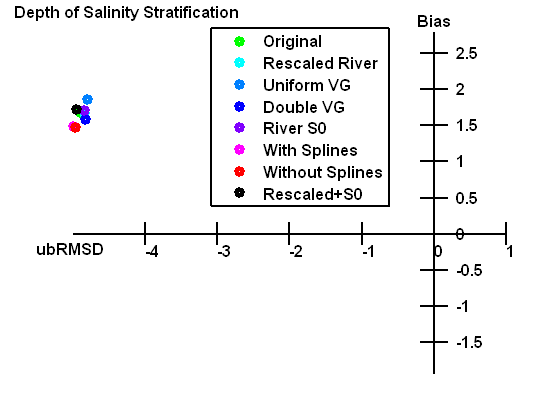 Depth of Salinity Stratification
Bias
Original
Rescaled River
Uniform VG
Double VG
River S0
With Splines
Without Splines
Rescaled+S0
2.5
2
1.5
1
0.5
0
-0.5
-1
-1.5
ubRMSD
-4
-3
-2
-1
0
1